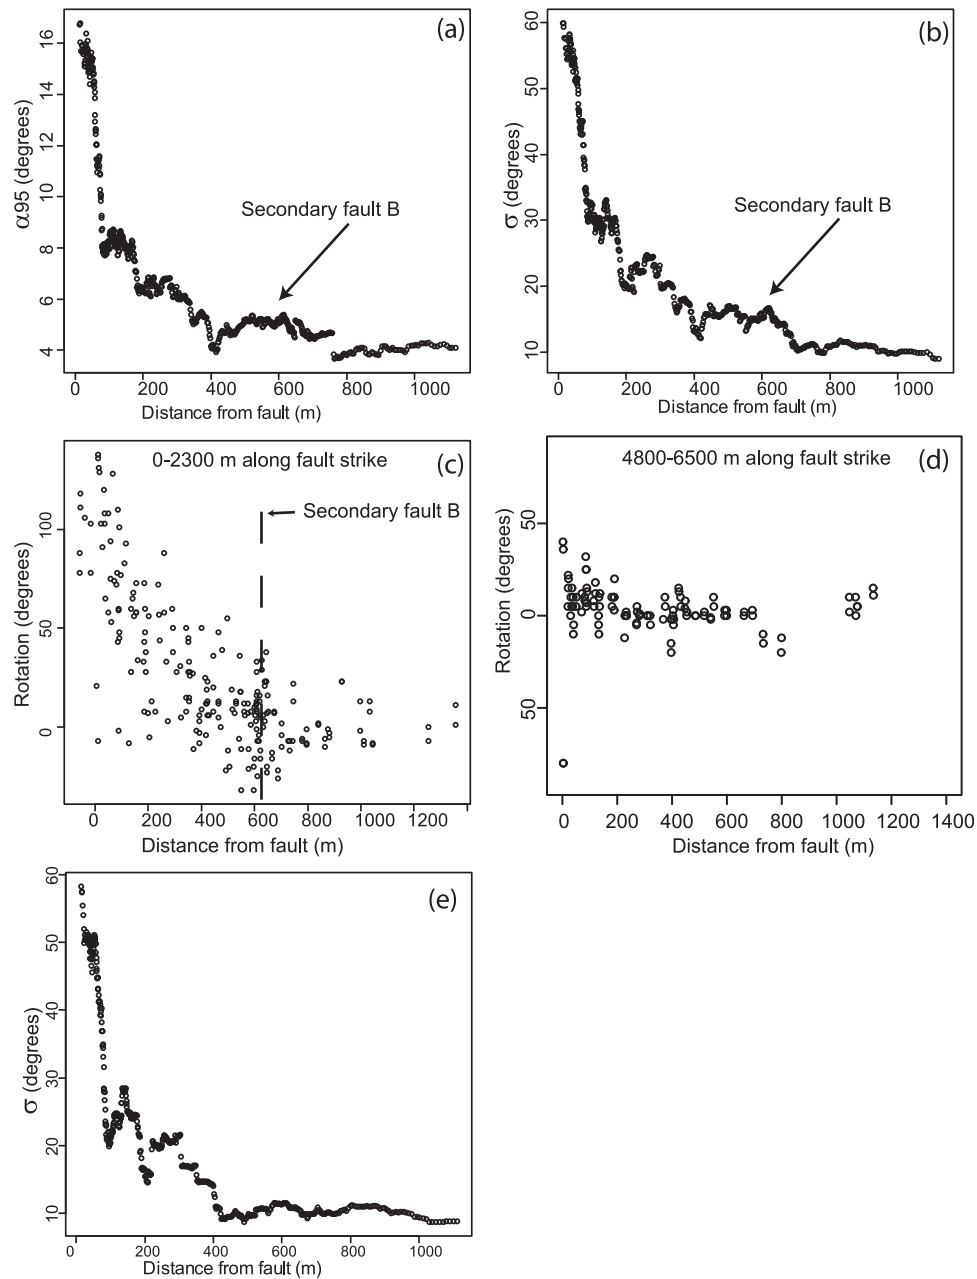 (a)
α95 (degrees)
16
14
12
10
8
6
4
Secondary fault B
0 200 400 600 800 1000
Distance from fault (m)
(b)
σ (degrees)
60
50
40
30
20
10
Secondary fault B
0 200 400 600 800 1000
Distance from fault (m)
0-2300 m along fault strike
(c)
Secondary fault B
Rotation (degrees)
100
50
0
0 200 400 600 800 1000 1200
Distance from fault (m)
4800-6500 m along fault strike
(d)
Rotation (degrees)
50
0
50
0 200 400 600 800 1000 1200 1400
Distance from fault (m)
(e)
σ (degrees)
60
50
40
30
20
10
0 200 400 600 800 1000
Distance from fault (m)